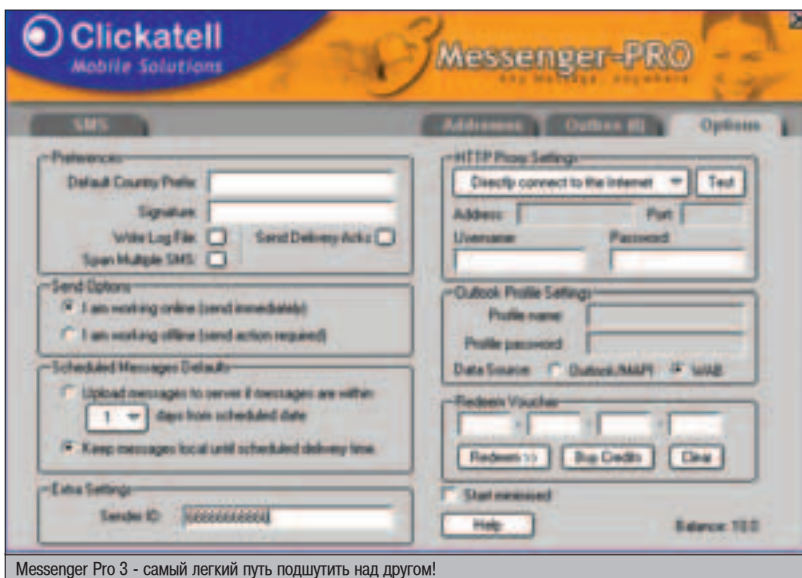 Clickatell
Mobile Solutions
Messenger-PRO
Any Message, Anywhere
SMS
Addresses
Outbox (0)
Options
Preferences
Default Country Prefix:
Signature:
Write Log File:
Send Delivery Acks
Span Multiple SMS:
Send Options
I am working online (send immediately)
I am working offline (send action required)
Scheduled Messages Defaults
Upload messages to server if messages are within
1
days from scheduled date
Keep messages local until scheduled delivery time.
Extra Settings
Sender ID:
HTTP Proxy Settings
Directly connect to the Internet
Test
Address:
Port:
Username:
Password:
Outlook Profile Settings
Profile name:
Profile password:
Data Source:
Outlook/MAPI
WAB
Redeem Voucher
Redeem >>
Buy Credits
Clear
Start minimised
Help
Balance: 10.0
Messenger Pro 3 - самый легкий путь подшутить над другом!